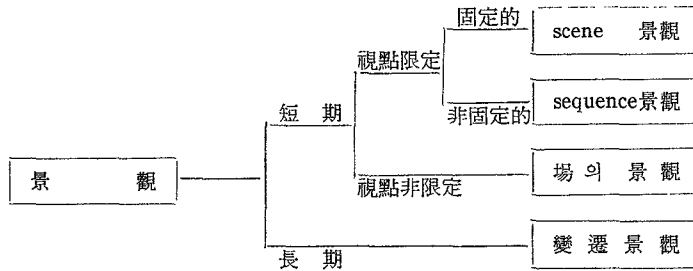 固定的
scene 景觀
視點限定
sequence景觀
短 期
非固定的
景 觀
視點非限定
場의 景觀
長 期
變遷景觀